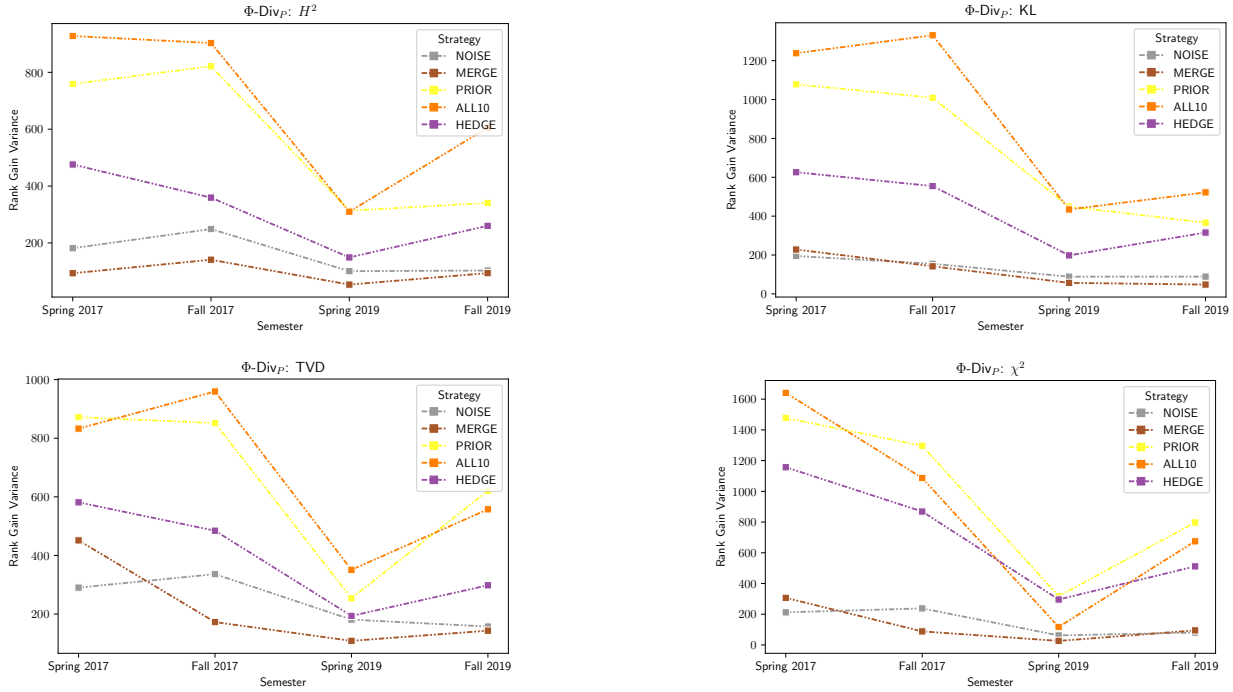 Φ-Div_P: H²
Rank Gain Variance
800
600
400
200
Strategy
NOISE
MERGE
PRIOR
ALL10
HEDGE
Spring 2017 Fall 2017 Spring 2019 Fall 2019
Semester
Φ-Div_P: KL
Rank Gain Variance
1200
1000
800
600
400
200
0
Strategy
NOISE
MERGE
PRIOR
ALL10
HEDGE
Spring 2017 Fall 2017 Spring 2019 Fall 2019
Semester
Φ-Div_P: TVD
Rank Gain Variance
1000
800
600
400
200
Strategy
NOISE
MERGE
PRIOR
ALL10
HEDGE
Spring 2017 Fall 2017 Spring 2019 Fall 2019
Semester
Φ-Div_P: χ²
Rank Gain Variance
1600
1400
1200
1000
800
600
400
200
0
Strategy
NOISE
MERGE
PRIOR
ALL10
HEDGE
Spring 2017 Fall 2017 Spring 2019 Fall 2019
Semester